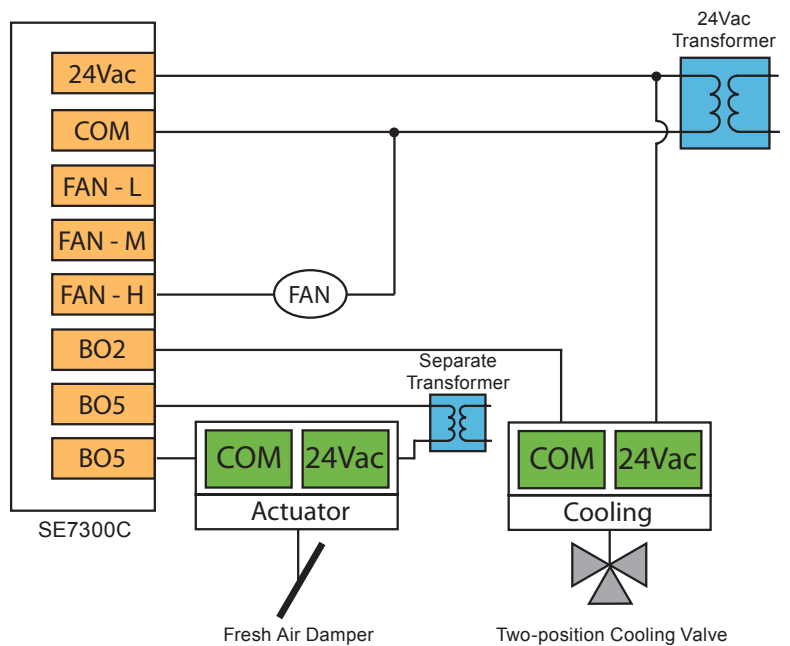 24Vac
Transformer
24Vac
COM
FAN - L
FAN - M
FAN - H
FAN
BO2
Separate
Transformer
BO5
BO5
COM
24Vac
COM
24Vac
Actuator
Cooling
SE7300C
Fresh Air Damper
Two-position Cooling Valve